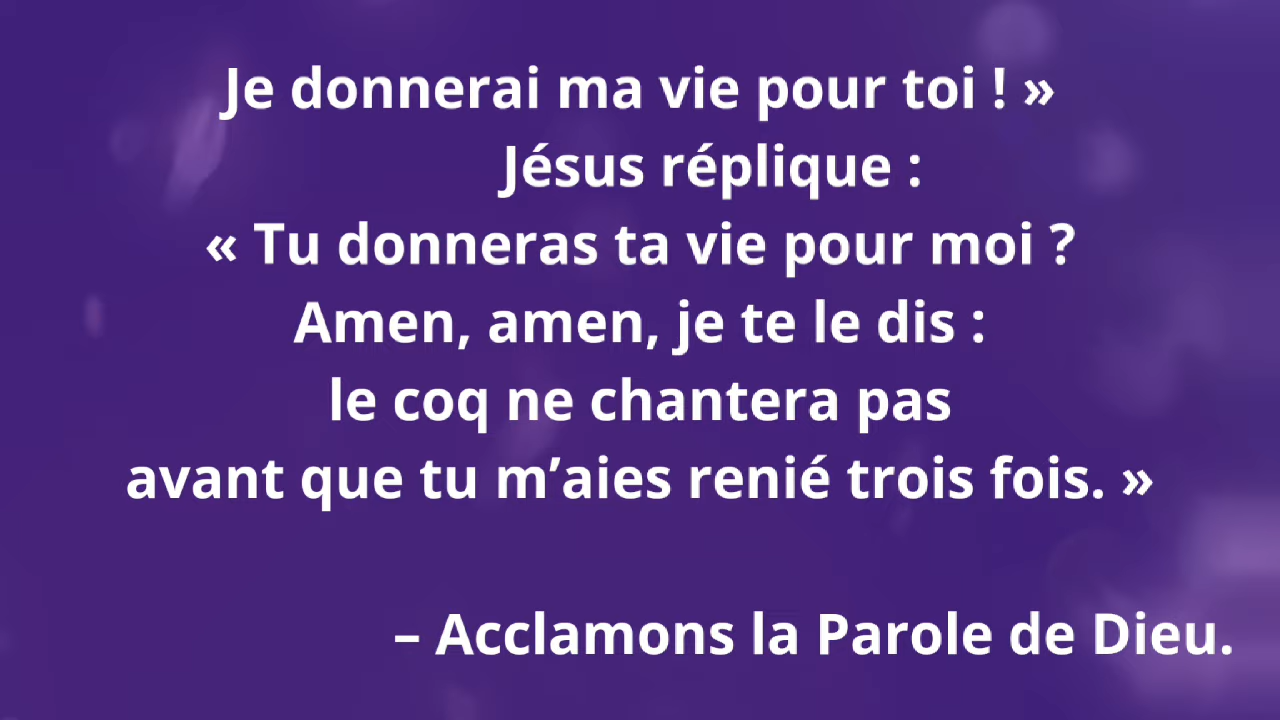 Je donnerai ma vie pour toi ! »
Jésus réplique :
« Tu donneras ta vie pour moi ?
Amen, amen, je te le dis :
le coq ne chantera pas
avant que tu m’aies renié trois fois. »
– Acclamons la Parole de Dieu.